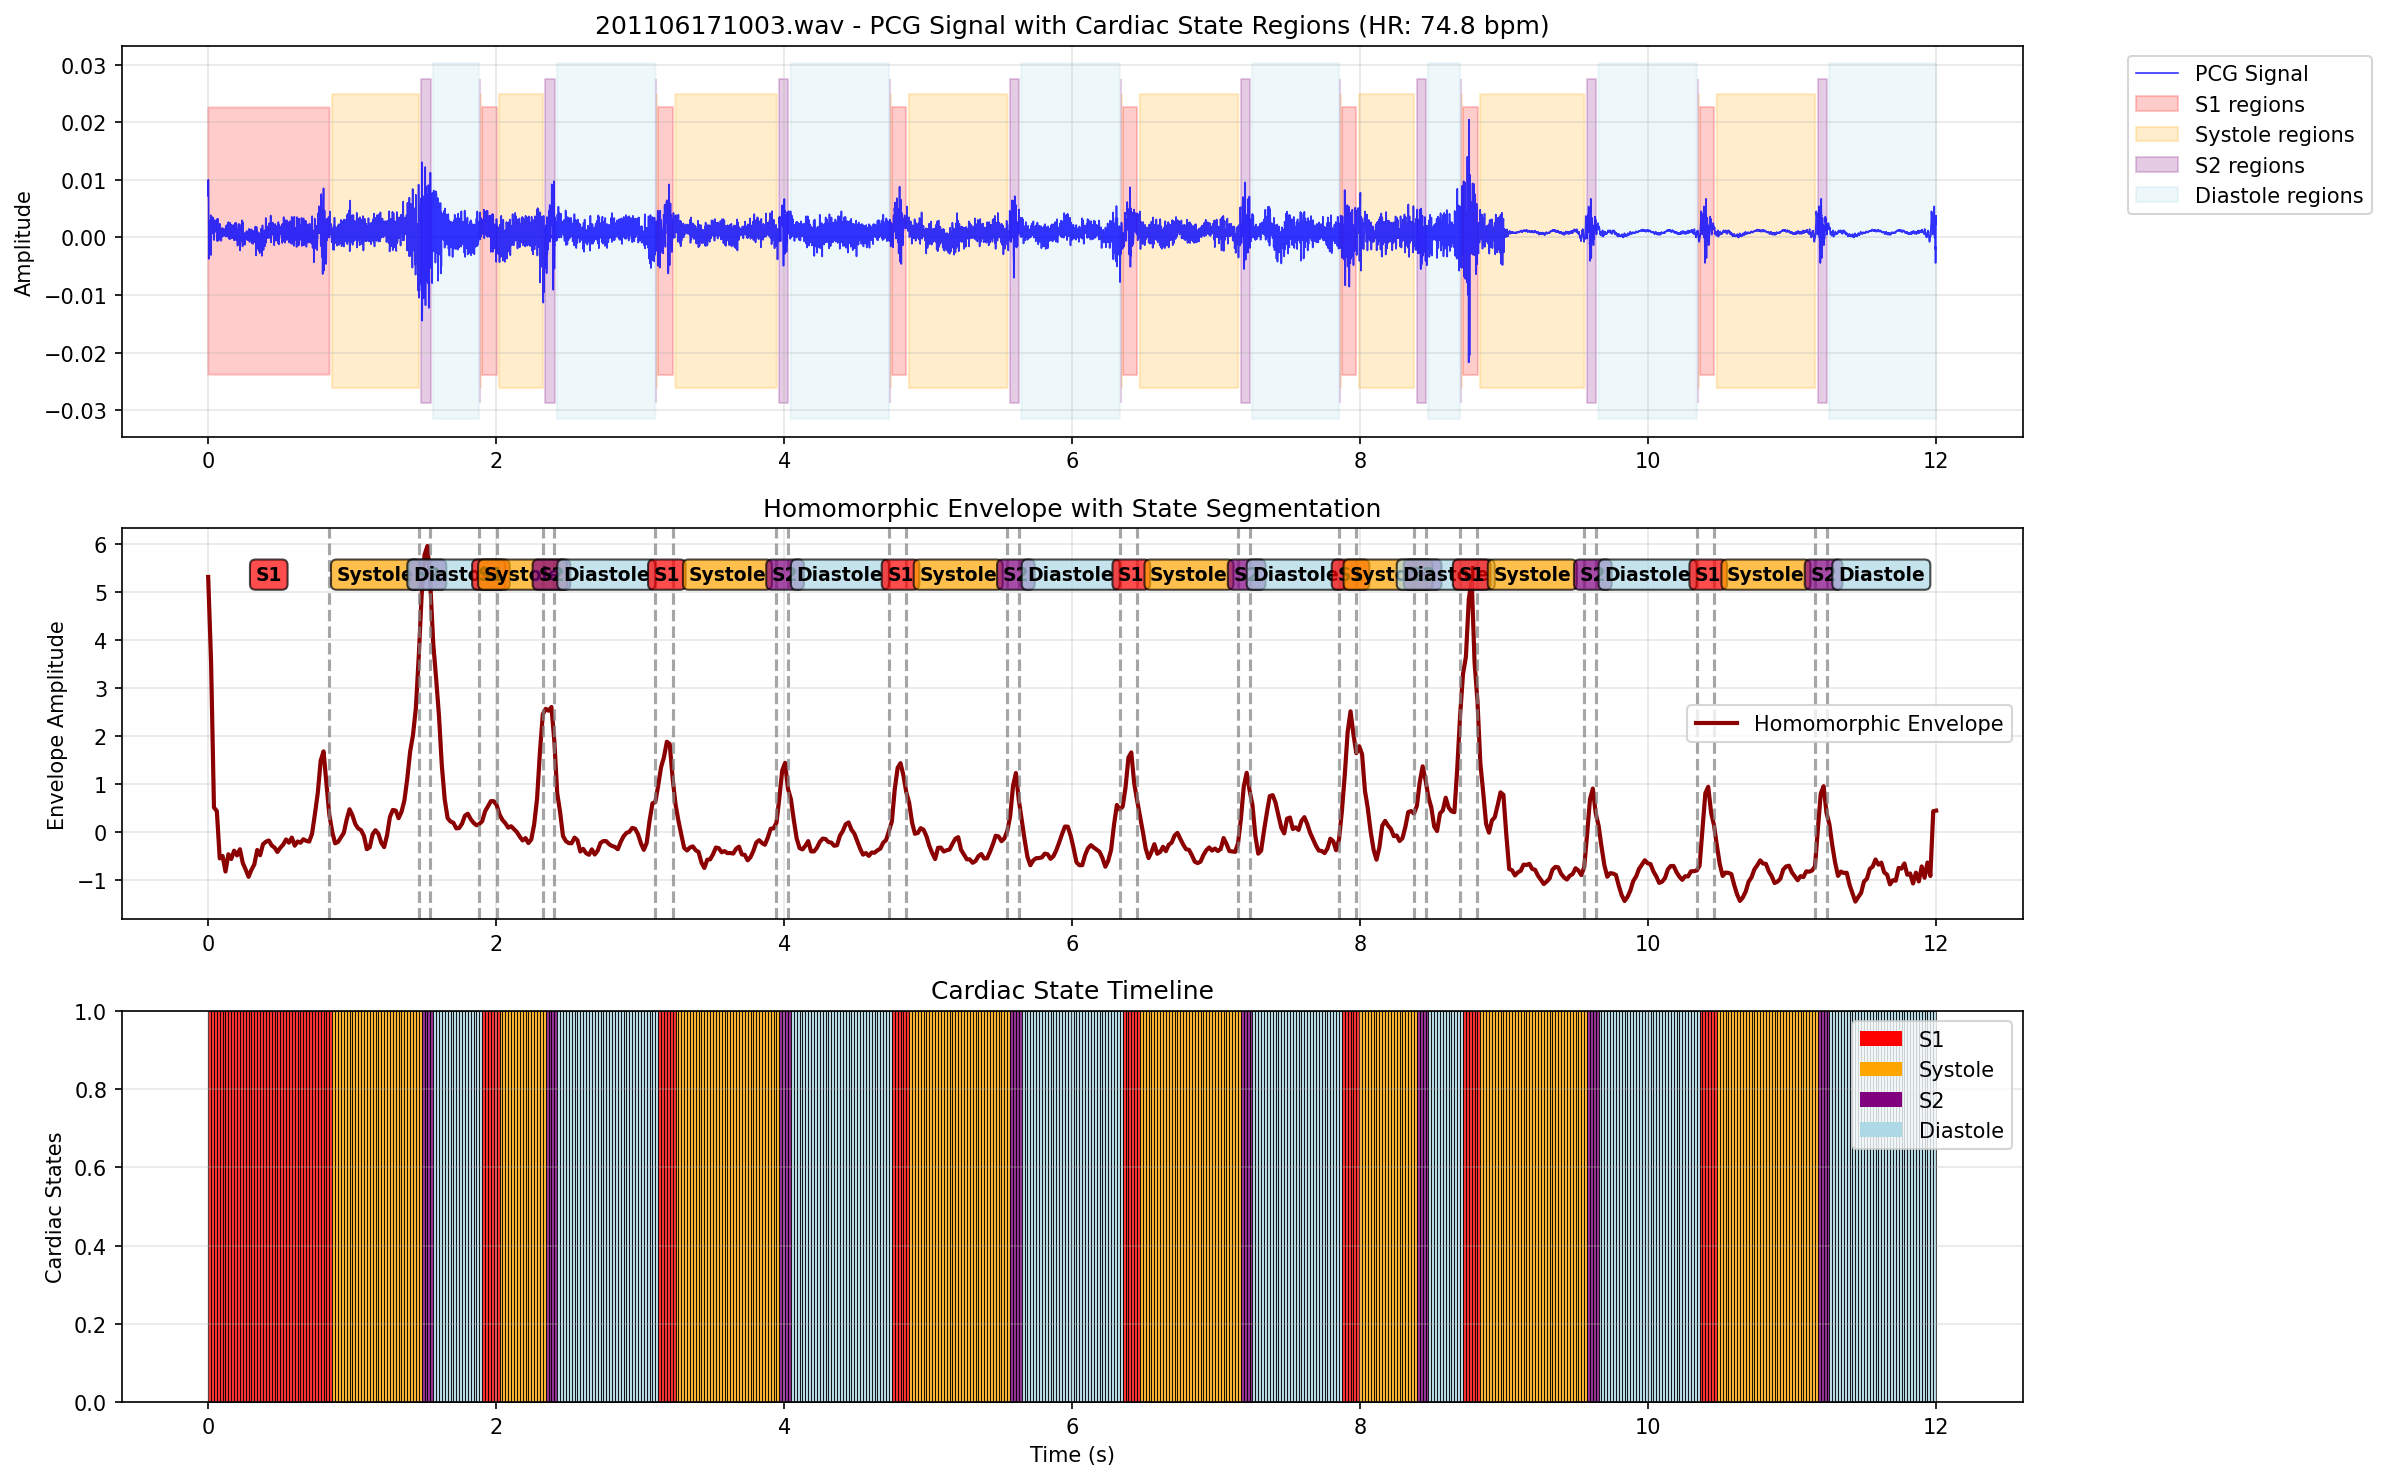 201106171003.wav - PCG Signal with Cardiac State Regions (HR: 74.8 bpm)
Amplitude
0.03
0.02
0.01
0.00
−0.01
−0.02
−0.03
0 2 4 6 8 10 12
PCG Signal
S1 regions
Systole regions
S2 regions
Diastole regions
Homomorphic Envelope with State Segmentation
Envelope Amplitude
6
5
4
3
2
1
0
−1
S1 Systole Diasto Systo S2 Diastole S1 Systole S2 Diastole S1 Systole S2 Diastole S1 Systole S2 Diastole S Systo Diast S1 Systole S2 Diastole S1 Systole S2 Diastole
Homomorphic Envelope
0 2 4 6 8 10 12
Cardiac State Timeline
Cardiac States
1.0
0.8
0.6
0.4
0.2
0.0
S1
Systole
S2
Diastole
0 2 4 6 8 10 12
Time (s)